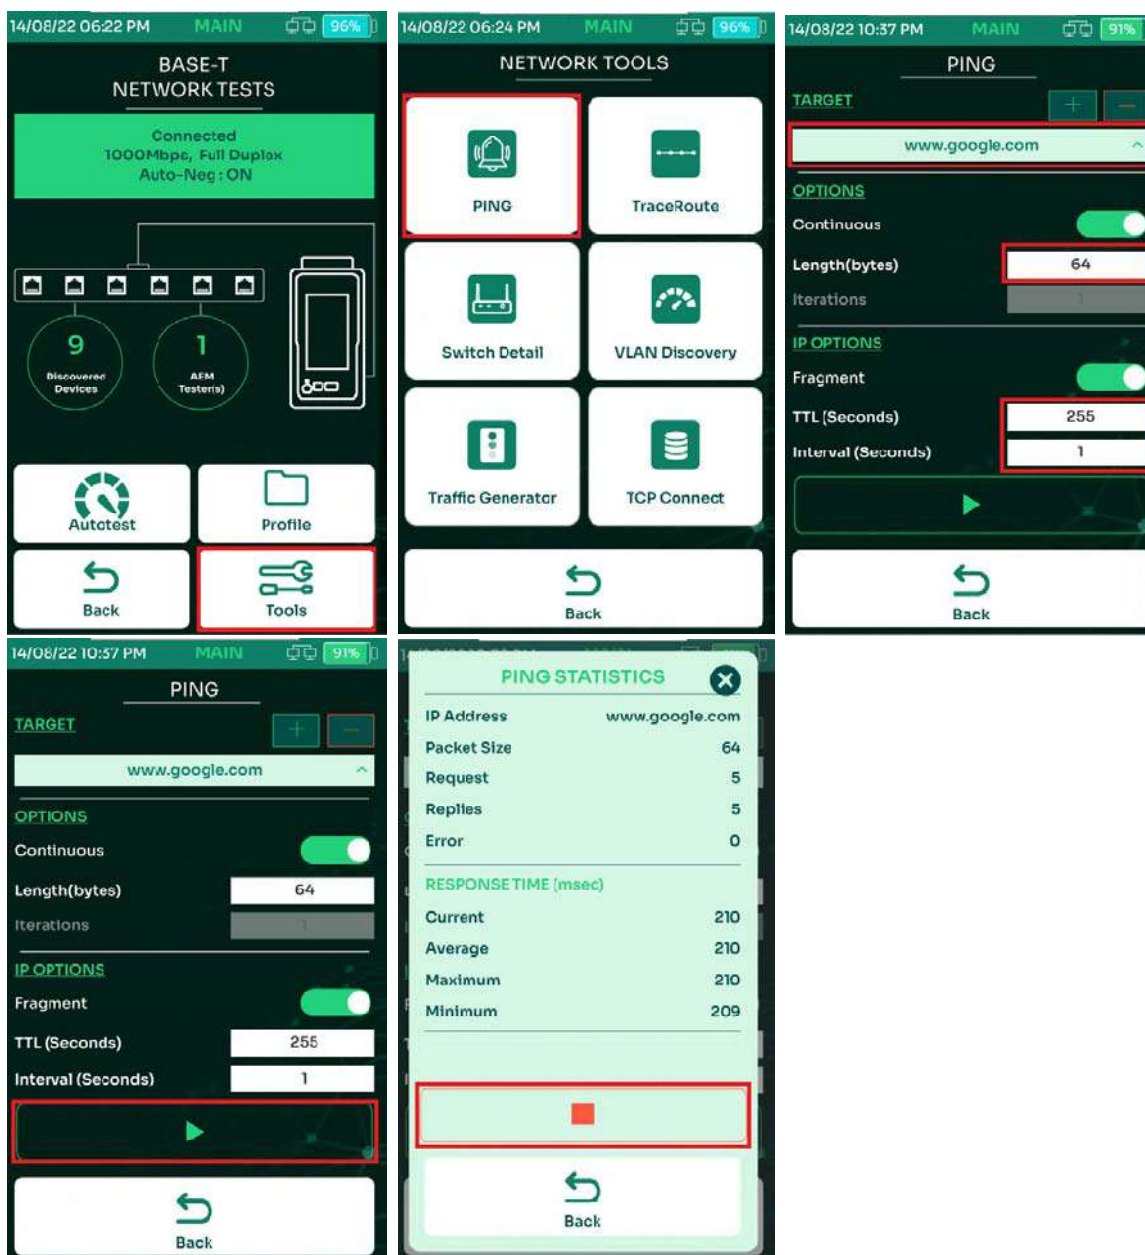 14/08/22 06:22 PM MAIN 96%
BASE-T
NETWORK TESTS
Connected
1000Mbps, Full Duplex
Auto-Neg: ON
9
Discovered
Devices
1
AEM
Tester(s)
Autotest
Profile
Back
Tools
14/08/22 06:24 PM MAIN 96%
NETWORK TOOLS
PING
TraceRoute
Switch Detail
VLAN Discovery
Traffic Generator
TCP Connect
Back
14/08/22 10:37 PM MAIN 91%
PING
TARGET + −
www.google.com
OPTIONS
Continuous
Length(bytes) 64
Iterations 1
IP OPTIONS
Fragment
TTL (Seconds) 255
Interval (Seconds) 1
Back
14/08/22 10:37 PM MAIN 91%
PING
TARGET + −
www.google.com
OPTIONS
Continuous
Length(bytes) 64
Iterations 1
IP OPTIONS
Fragment
TTL (Seconds) 255
Interval (Seconds) 1
Back
PING STATISTICS
IP Address www.google.com
Packet Size 64
Request 5
Replies 5
Error 0
RESPONSE TIME (msec)
Current 210
Average 210
Maximum 210
Minimum 209
Back